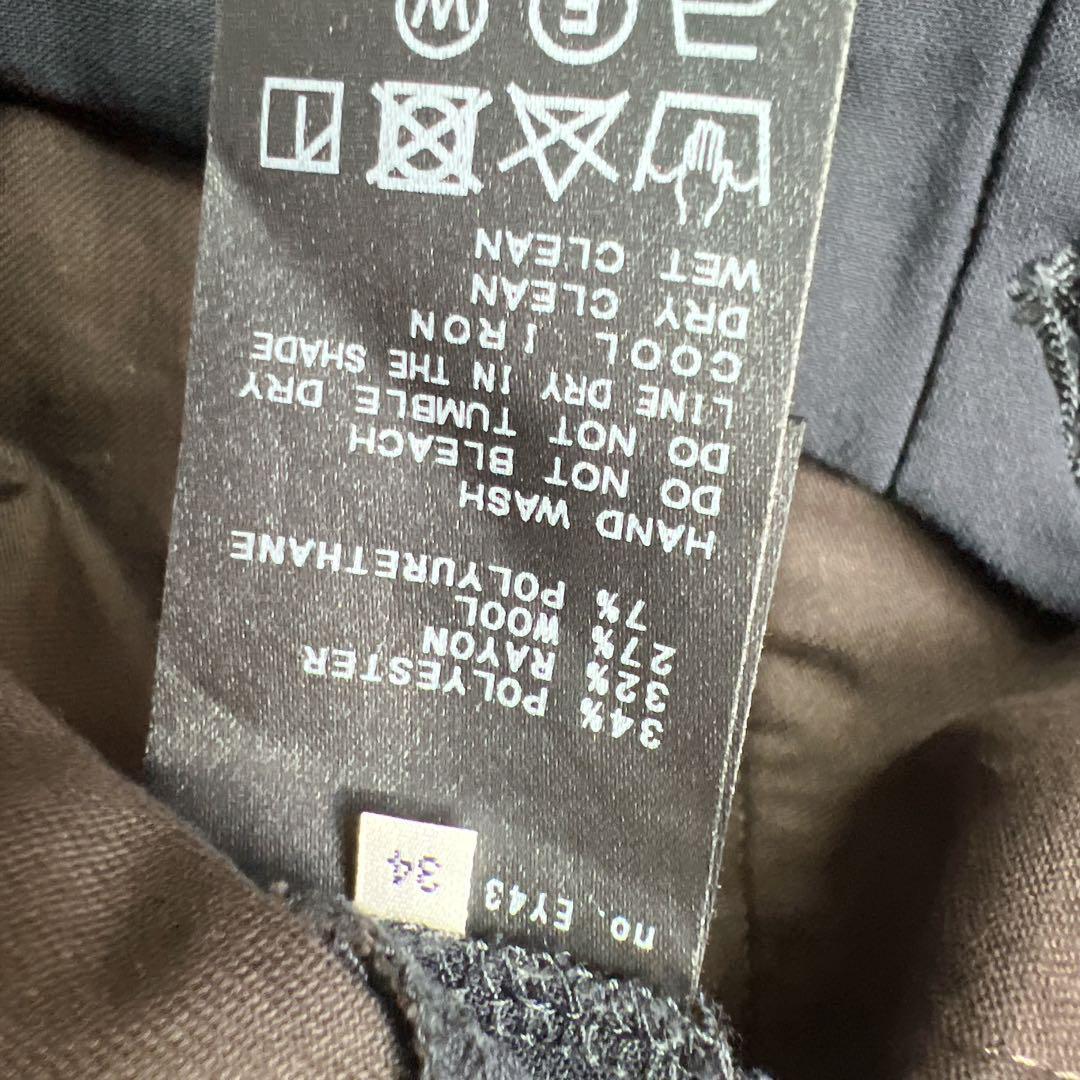 no. EY43
34
34% POLYESTER
32% RAYON
27% WOOL
7% POLYURETHANE
HAND WASH
DO NOT BLEACH
DO NOT TUMBLE DRY
LINE DRY IN THE SHADE
COOL IRON
DRY CLEAN
WET CLEAN
E W